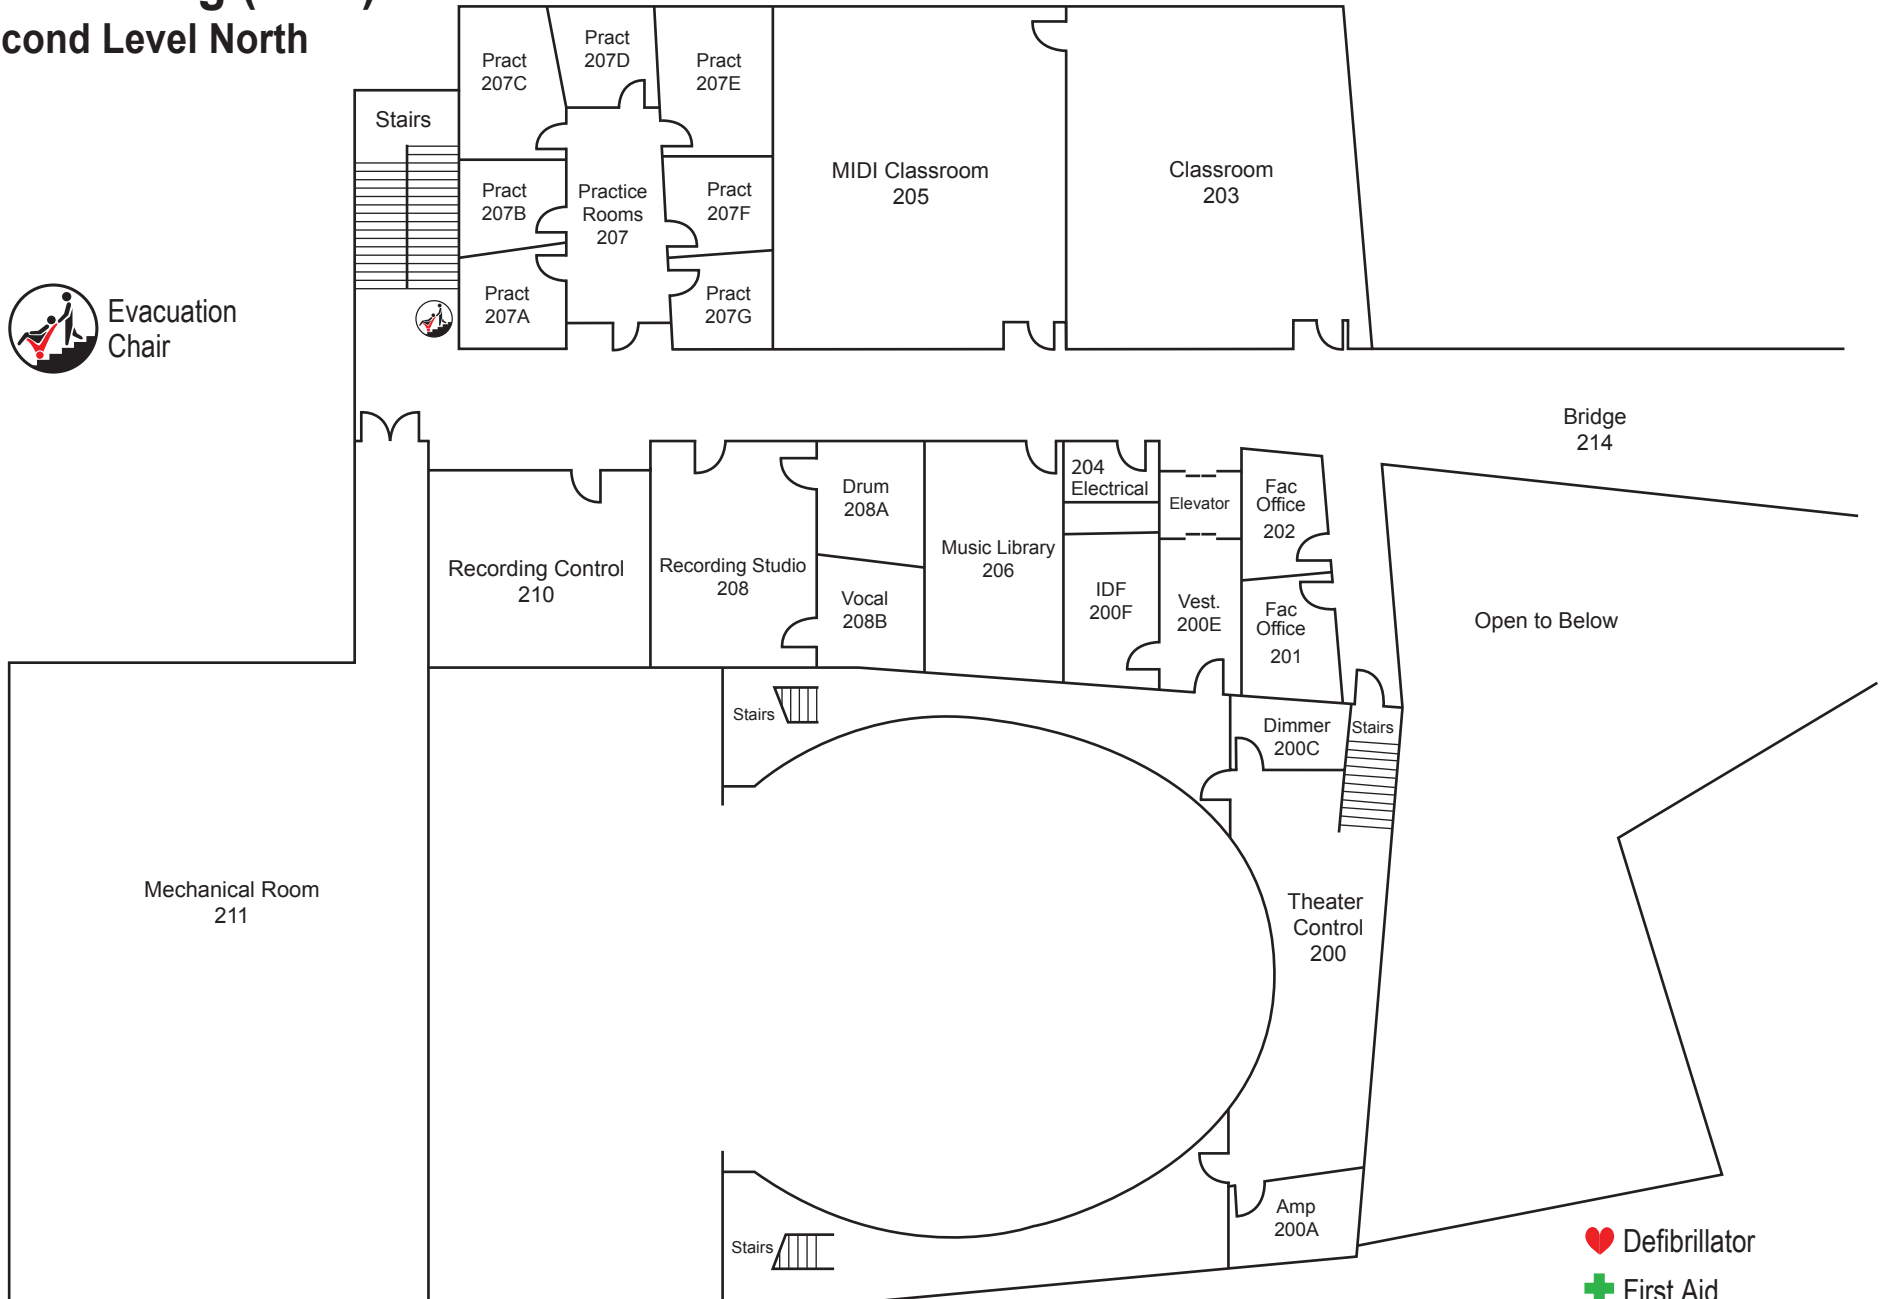 cond Level North
Pract
207C
Pract
207D
Pract
207E
Stairs
MIDI Classroom
205
Classroom
203
Pract
207B
Practice
Rooms
207
Pract
207F
Pract
207A
Pract
207G
Evacuation
Chair
Bridge
214
204
Electrical
Elevator
Fac
Office
202
Drum
208A
Music Library
206
Recording Control
210
Recording Studio
208
Vocal
208B
IDF
200F
Vest.
200E
Fac
Office
201
Open to Below
Stairs
Dimmer
200C
Stairs
Mechanical Room
211
Theater
Control
200
Amp
200A
Stairs
Defibrillator
First Aid